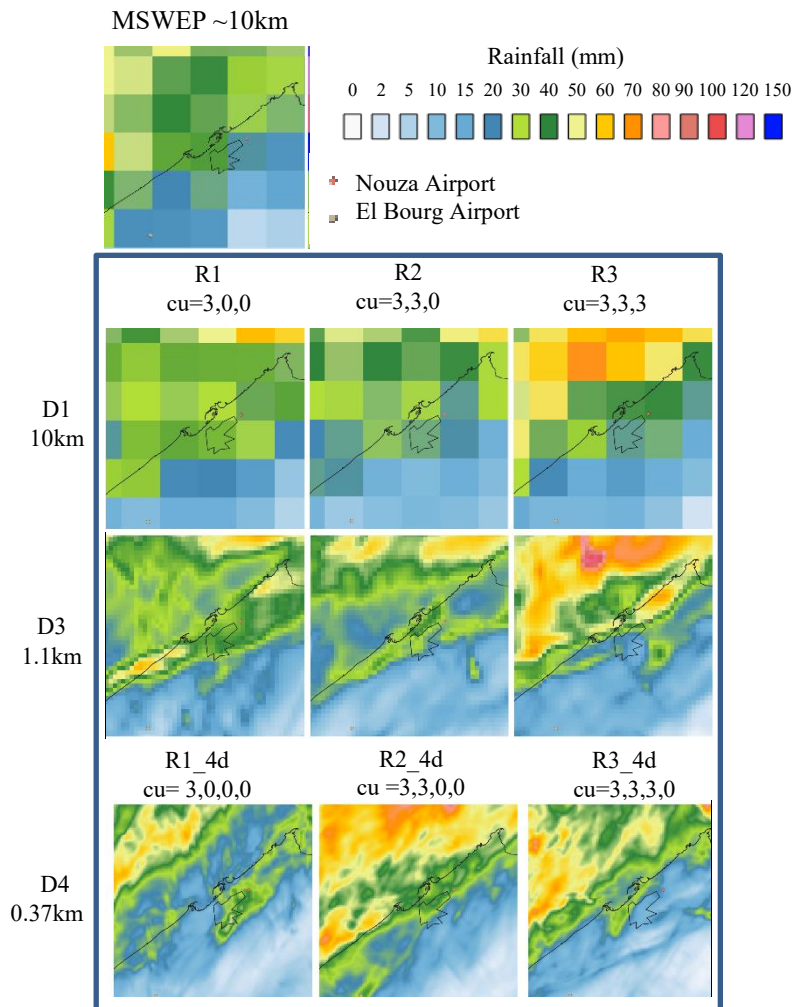 MSWEP ~10km
Rainfall (mm)
0 2 5 10 15 20 30 40 50 60 70 80 90 100 120 150
Nouza Airport
El Bourg Airport
R1 R2 R3
cu=3,0,0 cu=3,3,0 cu=3,3,3
D1
10km
D3
1.1km
R1_4d R2_4d R3_4d
cu= 3,0,0,0 cu =3,3,0,0 cu=3,3,3,0
D4
0.37km